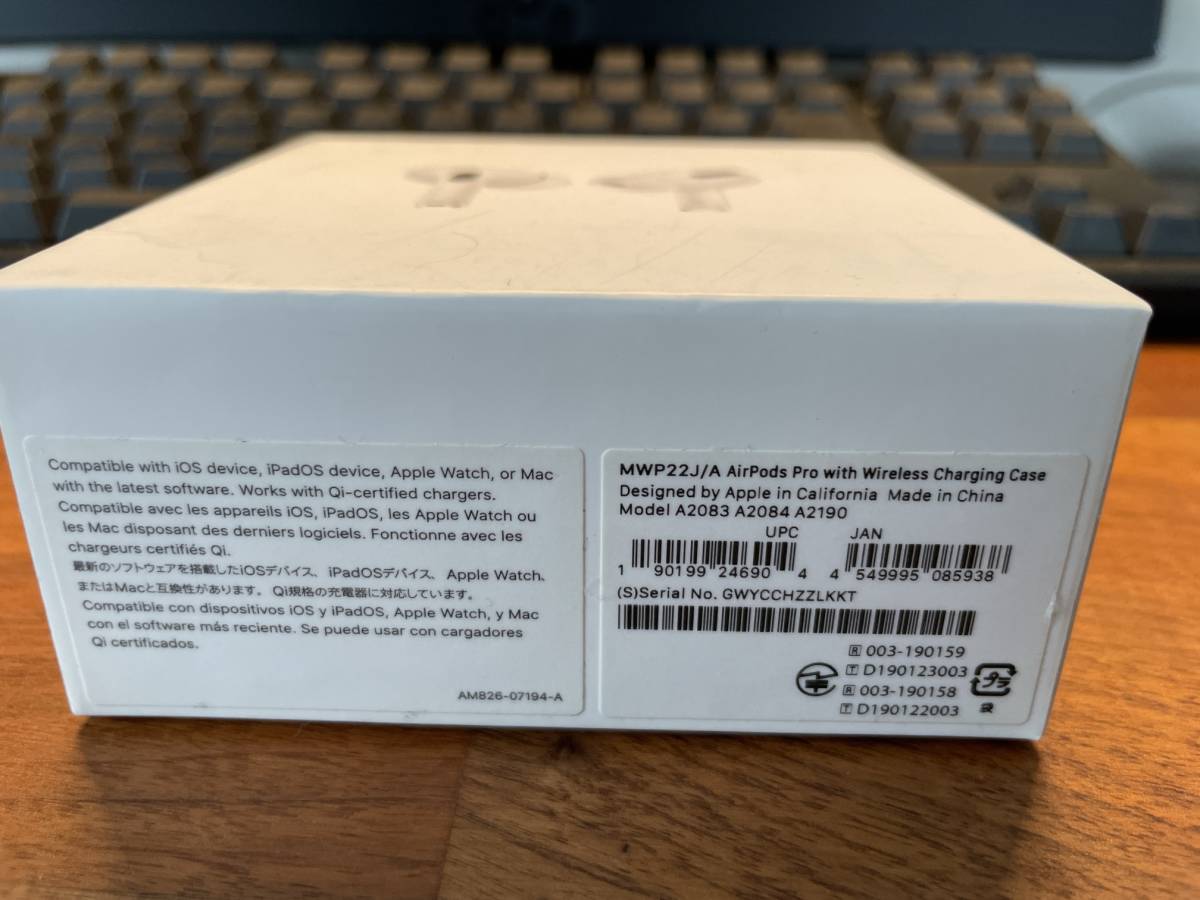 Compatible with iOS device, iPadOS device, Apple Watch, or Mac
with the latest software. Works with Qi-certified chargers.
Compatible avec les appareils iOS, iPadOS, les Apple Watch ou
les Mac disposant des derniers logiciels. Fonctionne avec les
chargeurs certifiés Qi.
最新のソフトウェアを搭載したiOSデバイス、iPadOSデバイス、Apple Watch、
またはMacと互換性があります。Qi規格の充電器に対応しています。
Compatible con dispositivos iOS y iPadOS, Apple Watch, y Mac
con el software más reciente. Se puede usar con cargadores
Qi certificados.
AM826-07194-A
MWP22J/A AirPods Pro with Wireless Charging Case
Designed by Apple in California Made in China
Model A2083 A2084 A2190
UPC JAN
1 90199 24690 4 4 549995 085938
(S)Serial No. GWYCCHZZLKKT
R 003-190159
T D190123003
R 003-190158
T D190122003
プラ